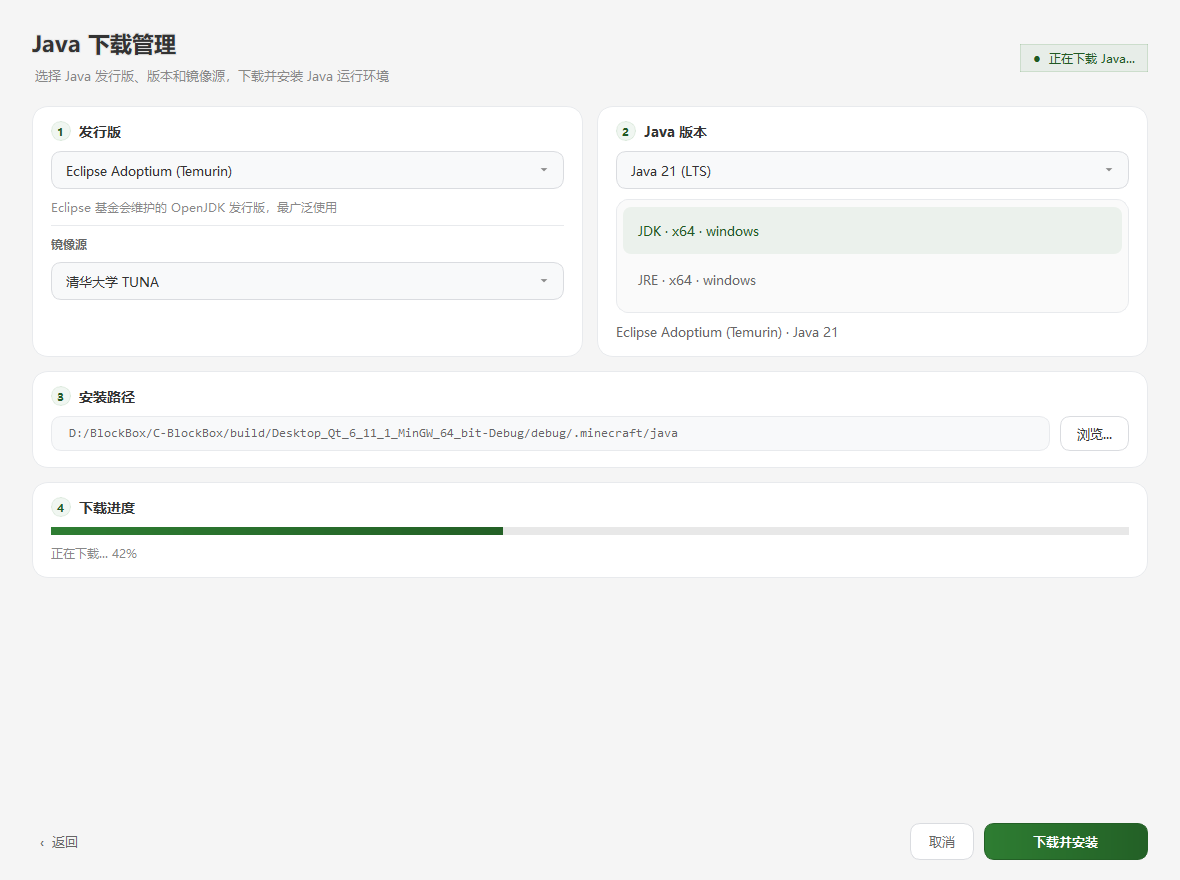 Java 下载管理
选择 Java 发行版、版本和镜像源，下载并安装 Java 运行环境
● 正在下载 Java...
1 发行版
Eclipse Adoptium (Temurin)
Eclipse 基金会维护的 OpenJDK 发行版，最广泛使用
镜像源
清华大学 TUNA
2 Java 版本
Java 21 (LTS)
JDK · x64 · windows
JRE · x64 · windows
Eclipse Adoptium (Temurin) · Java 21
3 安装路径
D:/BlockBox/C-BlockBox/build/Desktop_Qt_6_11_1_MinGW_64_bit-Debug/debug/.minecraft/java
浏览...
4 下载进度
正在下载... 42%
‹ 返回
取消
下载并安装